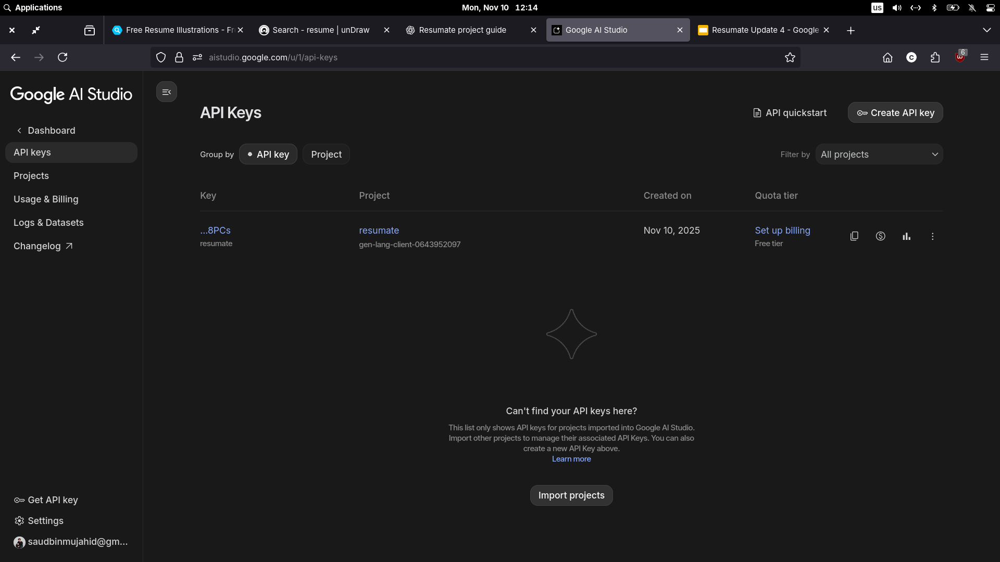 Applications
Mon, Nov 10 12:14
us
Free Resume Illustrations - Fr
Search - resume | unDraw
Resumate project guide
Google AI Studio
Resumate Update 4 - Google
aistudio.google.com/u/1/api-keys
C
6
Google AI Studio
Dashboard
API keys
Projects
Usage & Billing
Logs & Datasets
Changelog
Get API key
Settings
saudbinmujahid@gm...
API Keys
API quickstart
Create API key
Group by
API key
Project
Filter by
All projects
Key
Project
Created on
Quota tier
...8PCs
resumate
Nov 10, 2025
Set up billing
resumate
gen-lang-client-0643952097
Free tier
Can't find your API keys here?
This list only shows API keys for projects imported into Google AI Studio.
Import other projects to manage their associated API Keys. You can also
create a new API Key above.
Learn more
Import projects